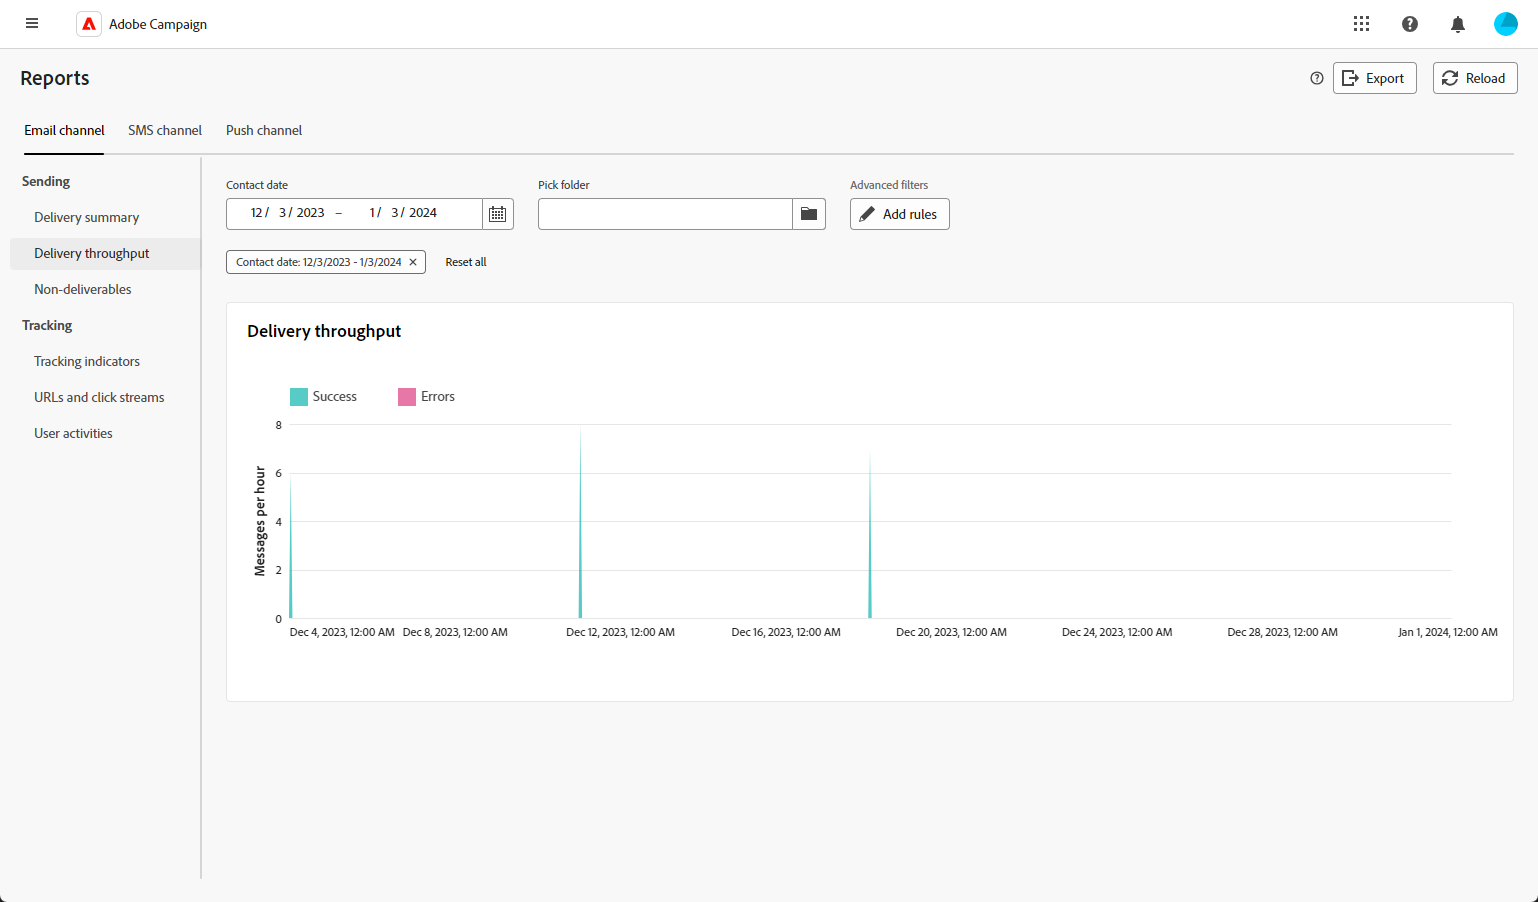 Adobe Campaign
Reports
Export
Reload
Email channel
SMS channel
Push channel
Sending
Delivery summary
Delivery throughput
Non-deliverables
Tracking
Tracking indicators
URLs and click streams
User activities
Contact date
12/ 3/ 2023 – 1/ 3/ 2024
Pick folder
Advanced filters
Add rules
Contact date: 12/3/2023 - 1/3/2024 ×
Reset all
Delivery throughput
Success
Errors
Messages per hour
8
6
4
2
0
Dec 4, 2023, 12:00 AM
Dec 8, 2023, 12:00 AM
Dec 12, 2023, 12:00 AM
Dec 16, 2023, 12:00 AM
Dec 20, 2023, 12:00 AM
Dec 24, 2023, 12:00 AM
Dec 28, 2023, 12:00 AM
Jan 1, 2024, 12:00 AM